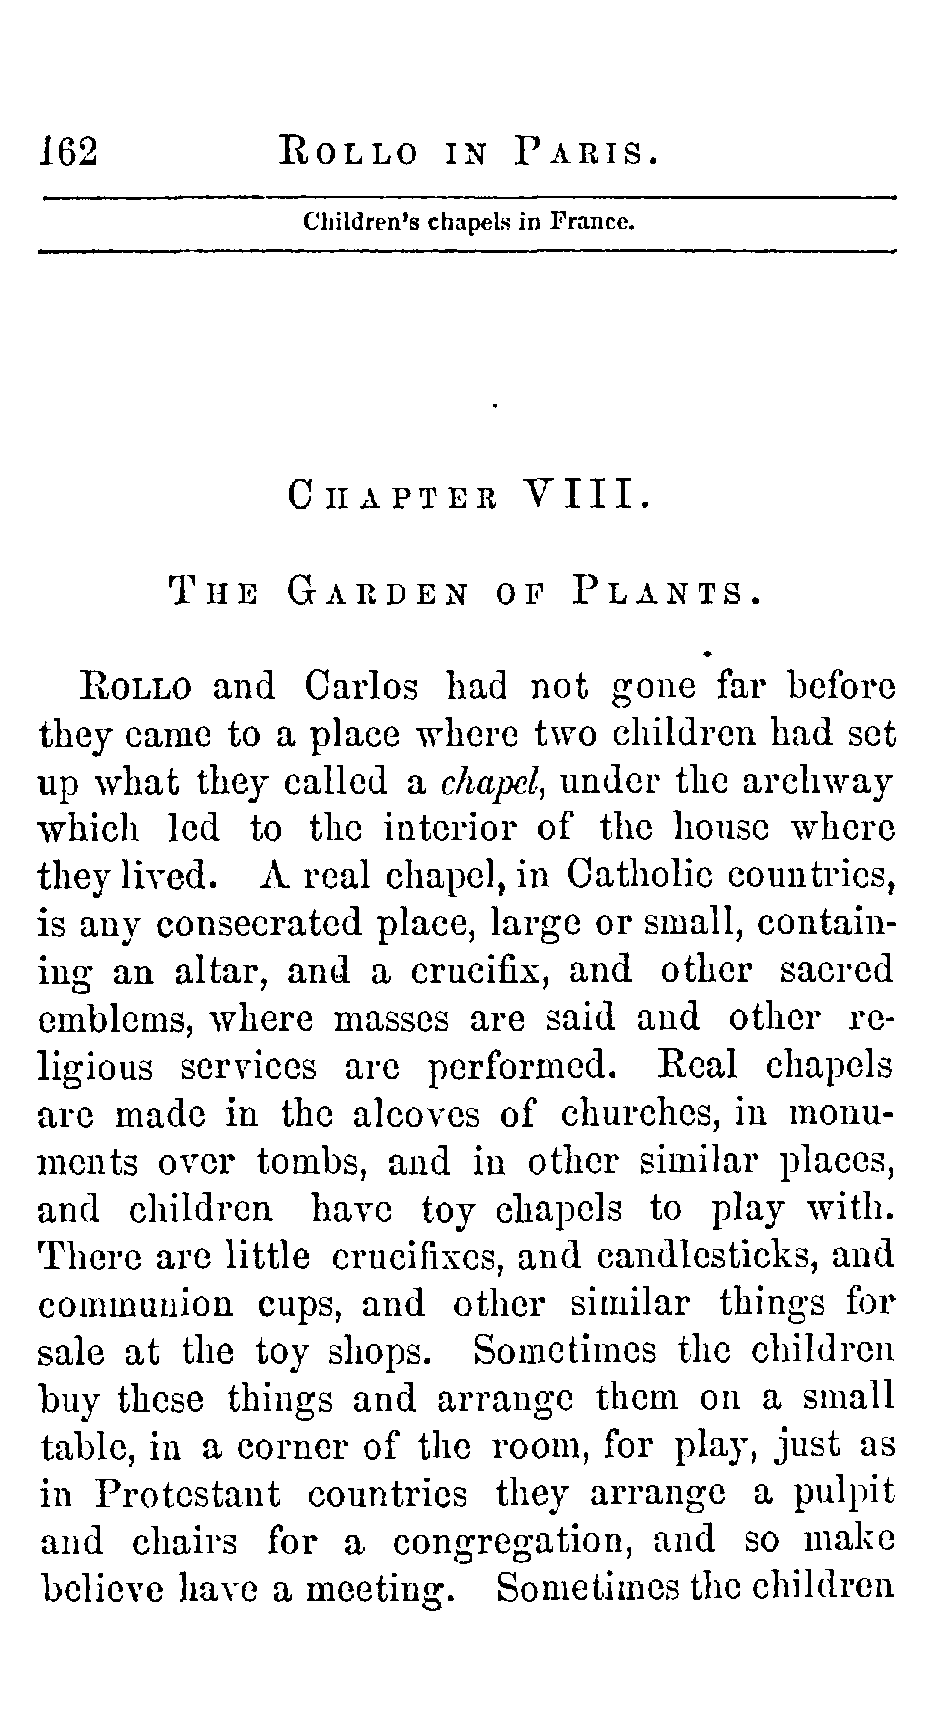 162 ROLLO IN PARIS.
Children's chapels in France.
CHAPTER VIII.
THE GARDEN OF PLANTS.
ROLLO and Carlos had not gone far before
they came to a place where two children had set
up what they called a chapel, under the archway
which led to the interior of the house where
they lived. A real chapel, in Catholic countries,
is any consecrated place, large or small, contain-
ing an altar, and a crucifix, and other sacred
emblems, where masses are said and other re-
ligious services are performed. Real chapels
are made in the alcoves of churches, in monu-
ments over tombs, and in other similar places,
and children have toy chapels to play with.
There are little crucifixes, and candlesticks, and
communion cups, and other similar things for
sale at the toy shops. Sometimes the children
buy these things and arrange them on a small
table, in a corner of the room, for play, just as
in Protestant countries they arrange a pulpit
and chairs for a congregation, and so make
believe have a meeting. Sometimes the children